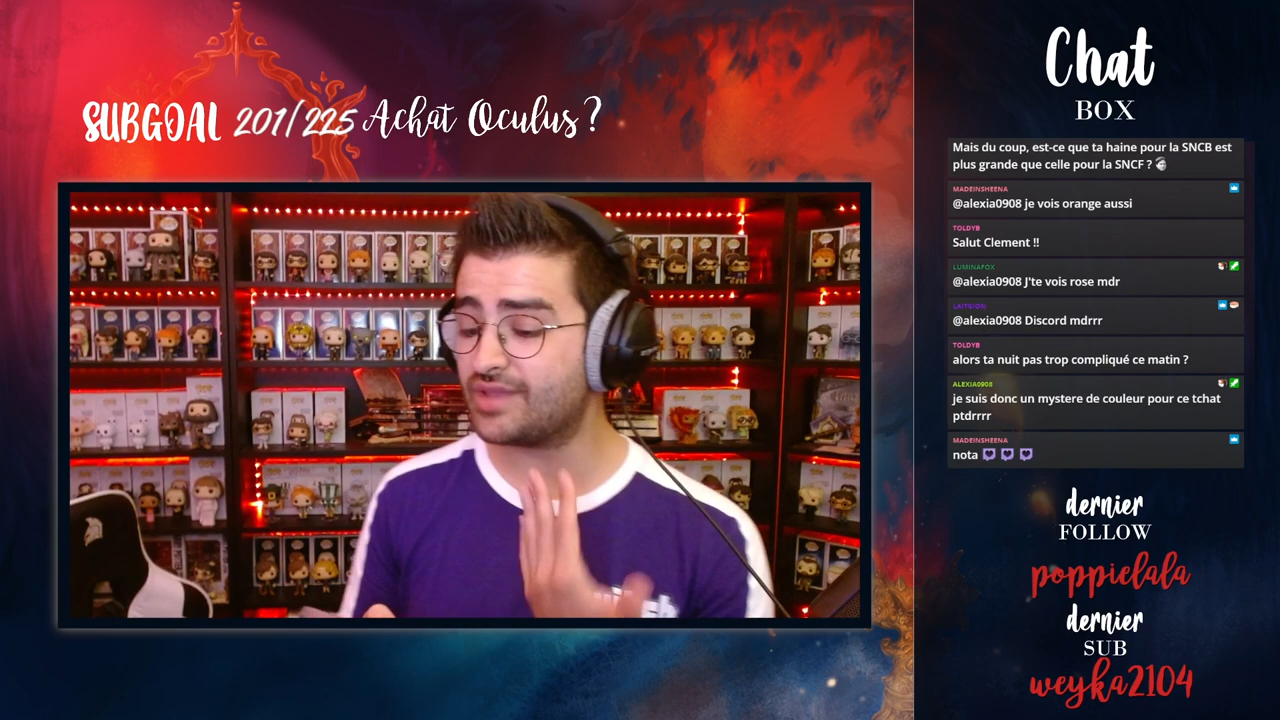 SUBGOAL 201/225 Achat Oculus ?
Chat
BOX
Mais du coup, est-ce que ta haine pour la SNCB est
plus grande que celle pour la SNCF ?
MADEINSHEENA
@alexia0908 je vois orange aussi
TOLDYB
Salut Clement !!
LUMINAFOX
@alexia0908 J'te vois rose mdr
@alexia0908 Discord mdrrr
TOLDYB
alors ta nuit pas trop compliqué ce matin ?
ALEXIA0908
je suis donc un mystere de couleur pour ce tchat
ptdrrrr
MADEINSHEENA
nota
dernier
FOLLOW
poppielala
dernier
SUB
weyka2104